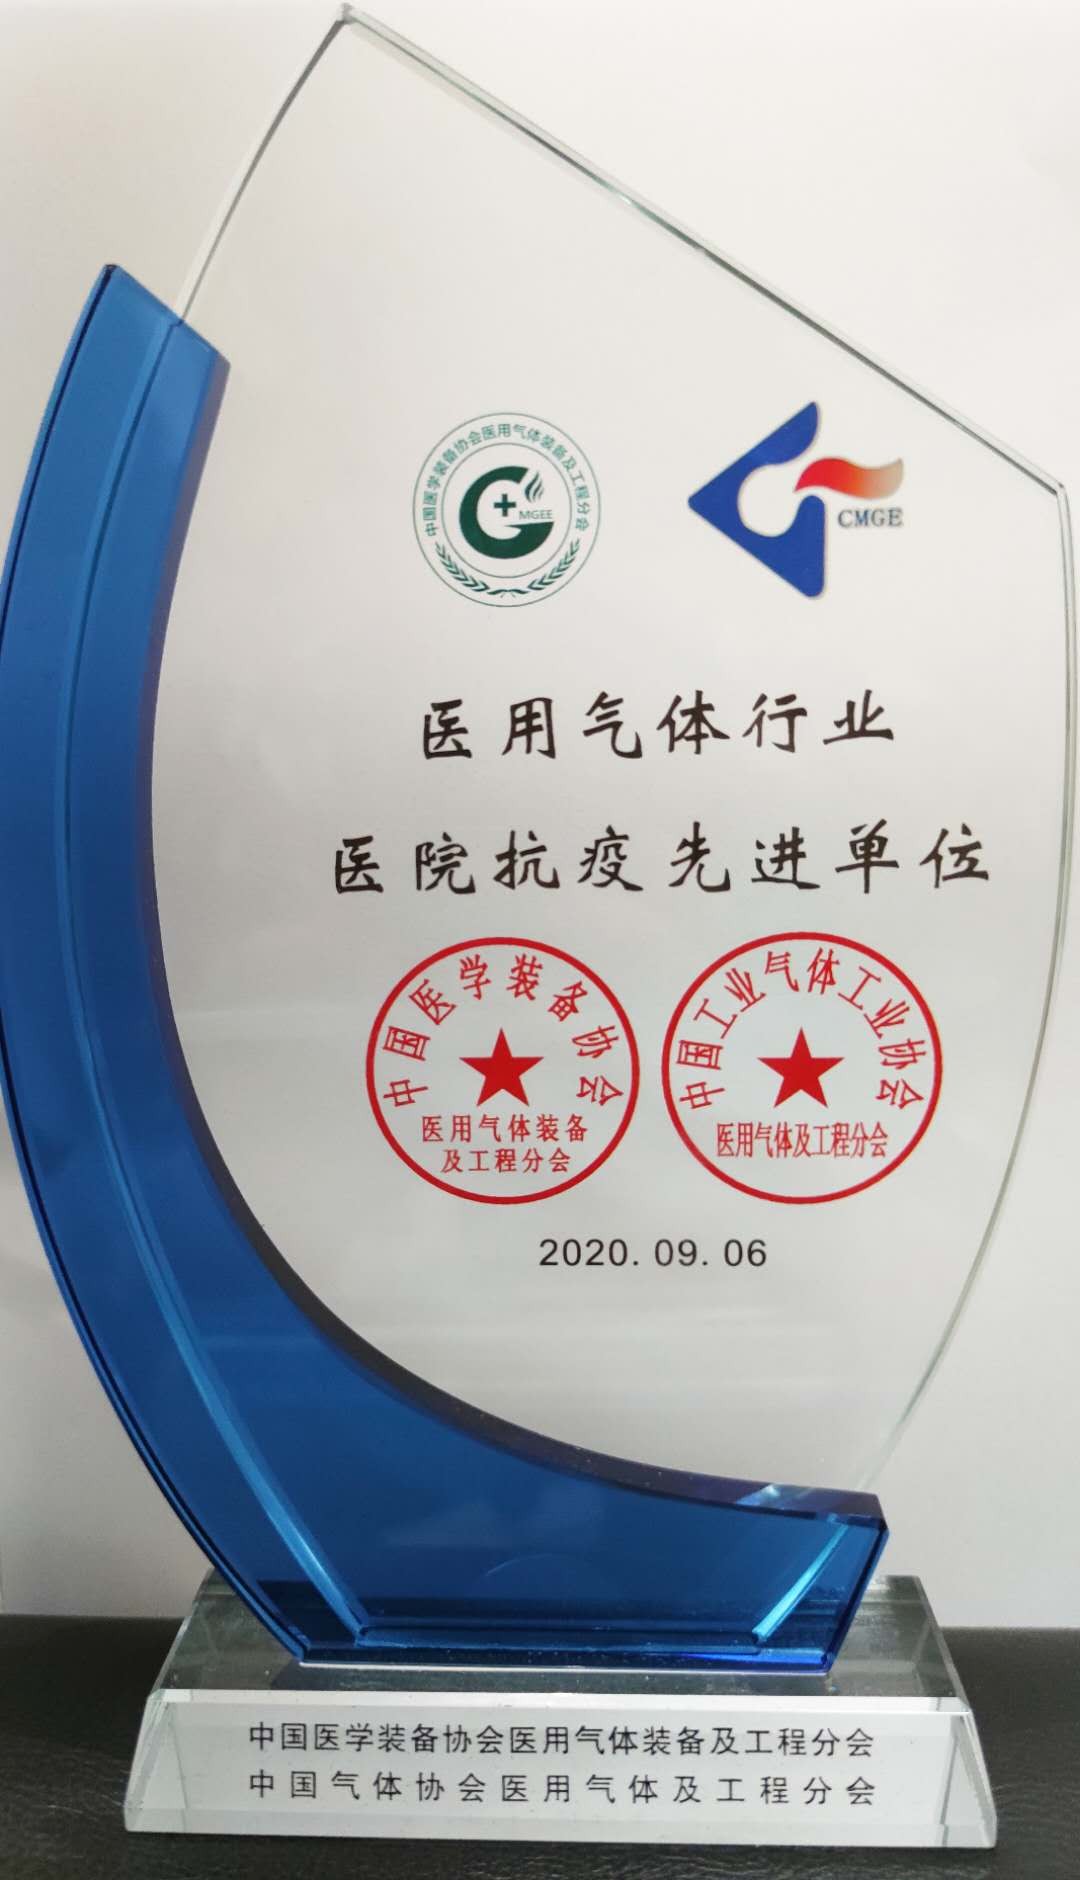 中国医学装备协会医用气体装备及工程分会
MGEE
CMGE
医用气体行业
医院抗疫先进单位
中国医学装备协会
医用气体装备
及工程分会
中国工业气体工业协会
医用气体及工程分会
2020. 09. 06
中国医学装备协会医用气体装备及工程分会
中国气体协会医用气体及工程分会